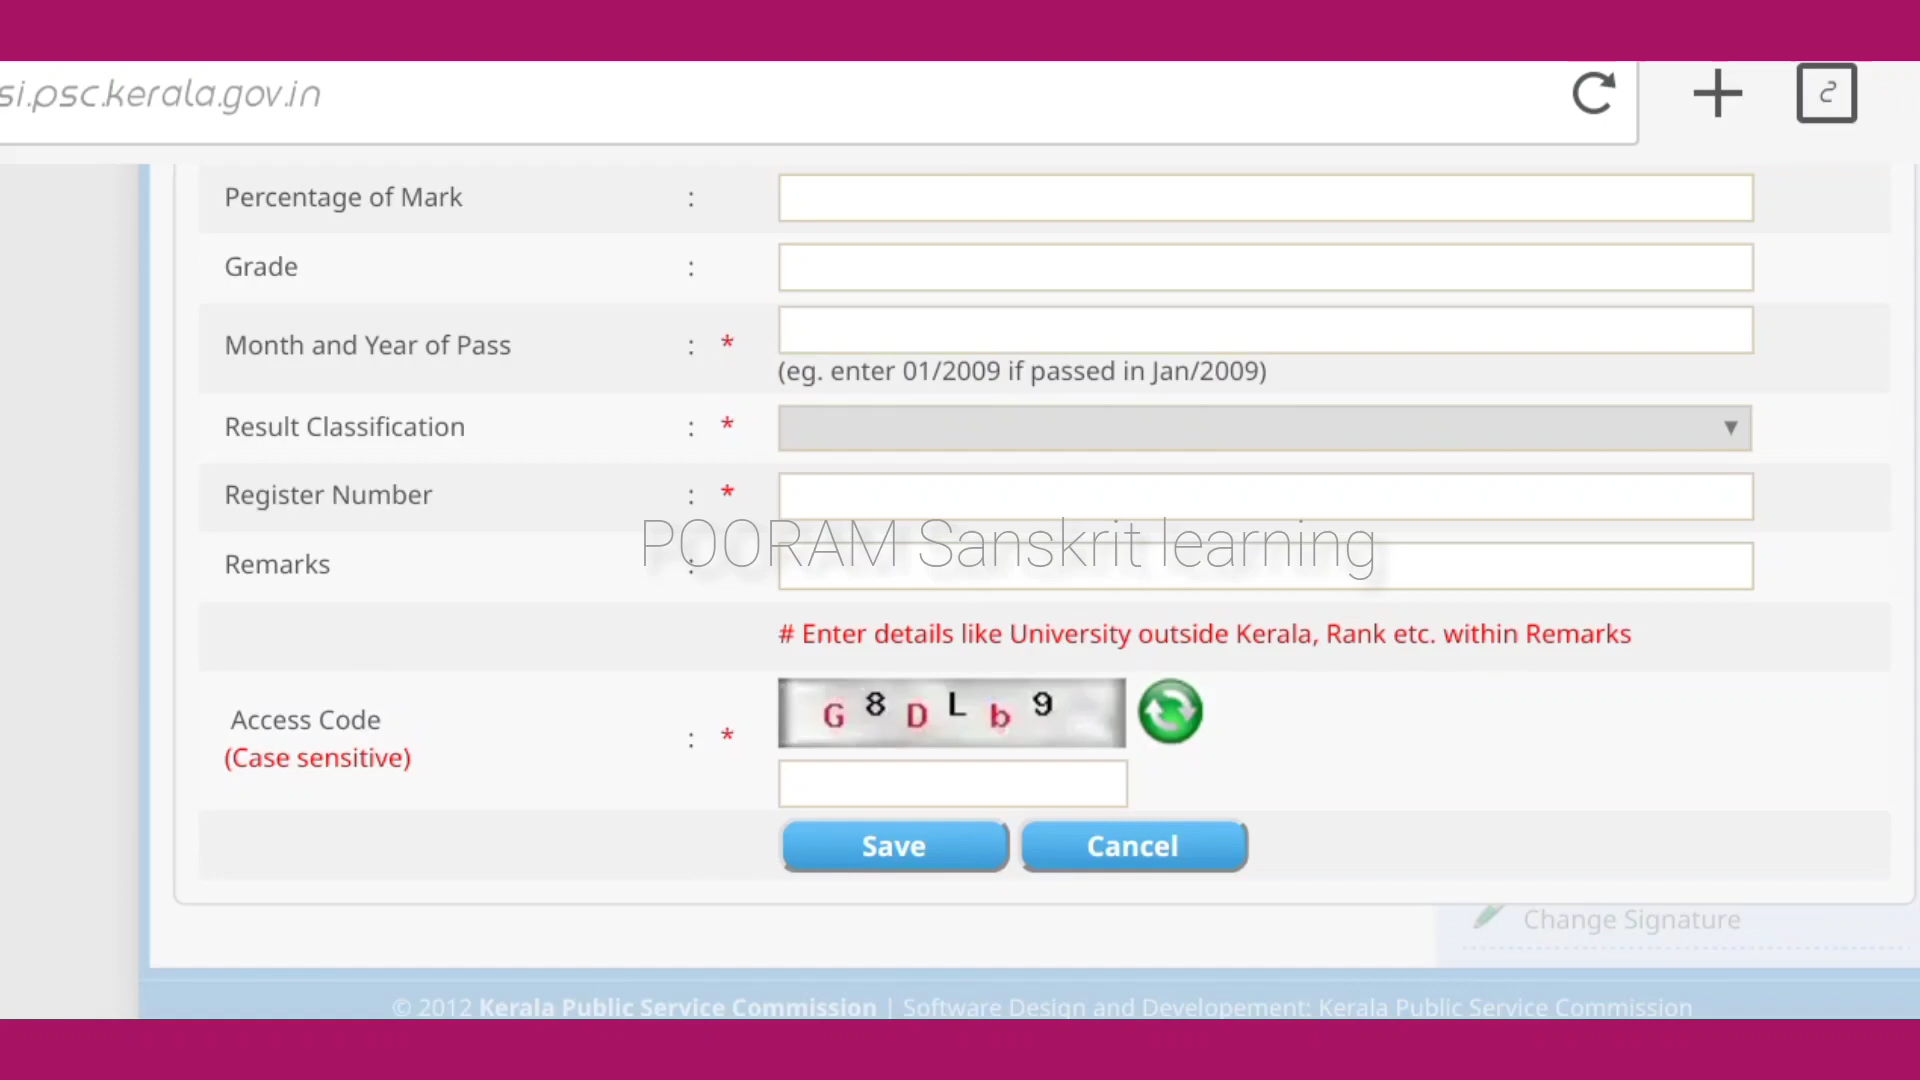 si.psc.kerala.gov.in
2
Percentage of Mark :
Grade :
Month and Year of Pass : *
(eg. enter 01/2009 if passed in Jan/2009)
Result Classification : *
Register Number : *
POORAM Sanskrit learning
Remarks :
# Enter details like University outside Kerala, Rank etc. within Remarks
G8DLb9
Access Code
(Case sensitive) : *
Save Cancel
Change Signature
© 2012 Kerala Public Service Commission | Software Design and Developement: Kerala Public Service Commission